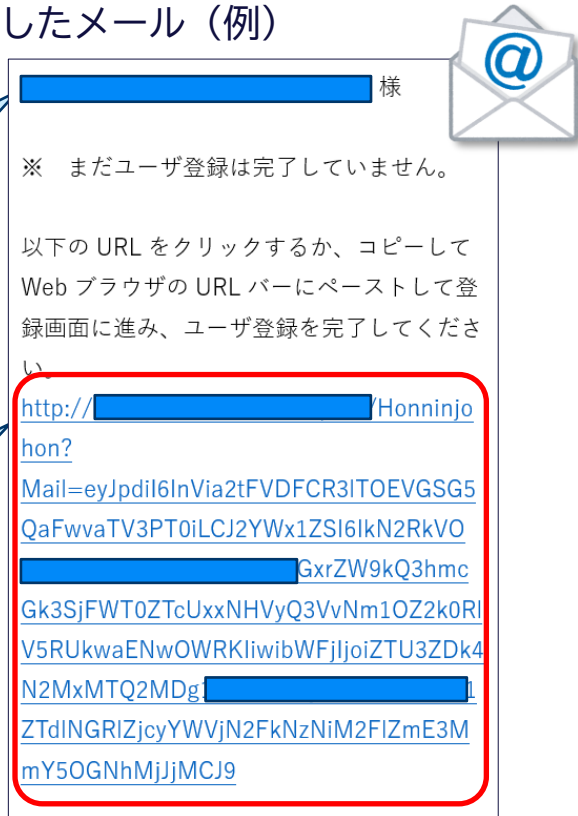 したメール（例）
@
様
※　まだユーザ登録は完了していません。
以下の URL をクリックするか、コピーして
Web ブラウザの URL バーにペーストして登
録画面に進み、ユーザ登録を完了してくださ
い。
http://
/Honninjo
hon?
Mail=eyJpdiI6InVia2tFVDFCR3lTOEVGSG5
QaFwvaTV3PT0iLCJ2YWx1ZSI6IkN2RkVO
GxrZW9kQ3hmc
Gk3SjFWT0ZTcUxxNHVyQ3VvNm1OZ2k0Rl
V5RUkwaENwOWRKIiwibWFjIjoiZTU3ZDk4
N2MxMTQ2MDg1
1
ZTdlNGRlZjcyYWVjN2FkNzNiM2FlZmE3M
mY5OGNhMjJjMCJ9